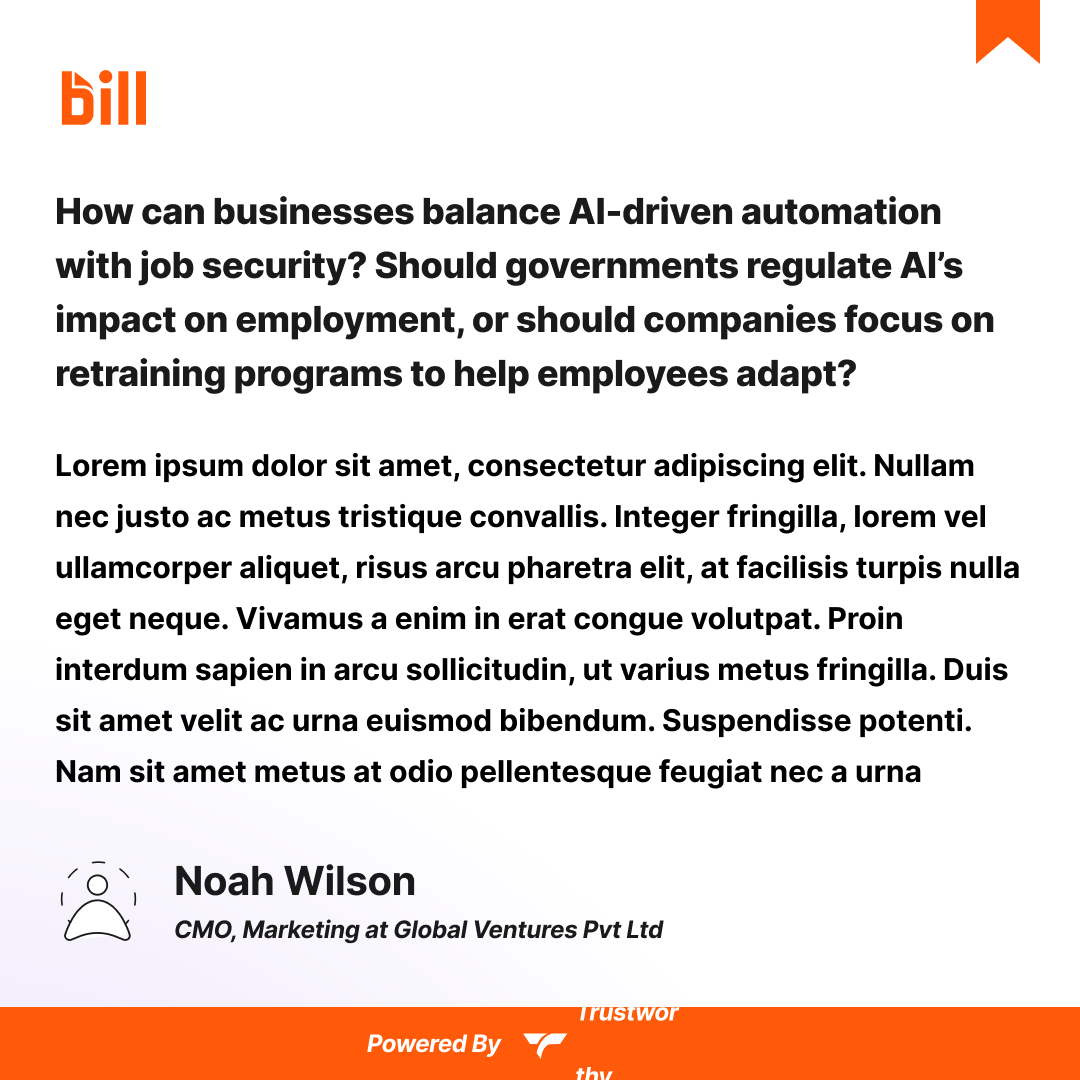 bill
How can businesses balance AI-driven automation
with job security? Should governments regulate AI’s
impact on employment, or should companies focus on
retraining programs to help employees adapt?
Lorem ipsum dolor sit amet, consectetur adipiscing elit. Nullam
nec justo ac metus tristique convallis. Integer fringilla, lorem vel
ullamcorper aliquet, risus arcu pharetra elit, at facilisis turpis nulla
eget neque. Vivamus a enim in erat congue volutpat. Proin
interdum sapien in arcu sollicitudin, ut varius metus fringilla. Duis
sit amet velit ac urna euismod bibendum. Suspendisse potenti.
Nam sit amet metus at odio pellentesque feugiat nec a urna
Noah Wilson
CMO, Marketing at Global Ventures Pvt Ltd
Powered By
Trustwor
thy